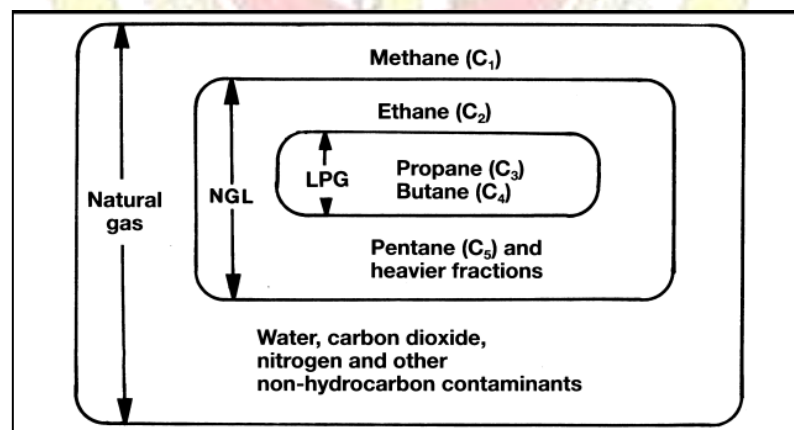 Methane (C₁)
Ethane (C₂)
Propane (C₃)
Butane (C₄)
LPG
NGL
Natural
gas
Pentane (C₅) and
heavier fractions
Water, carbon dioxide,
nitrogen and other
non-hydrocarbon contaminants